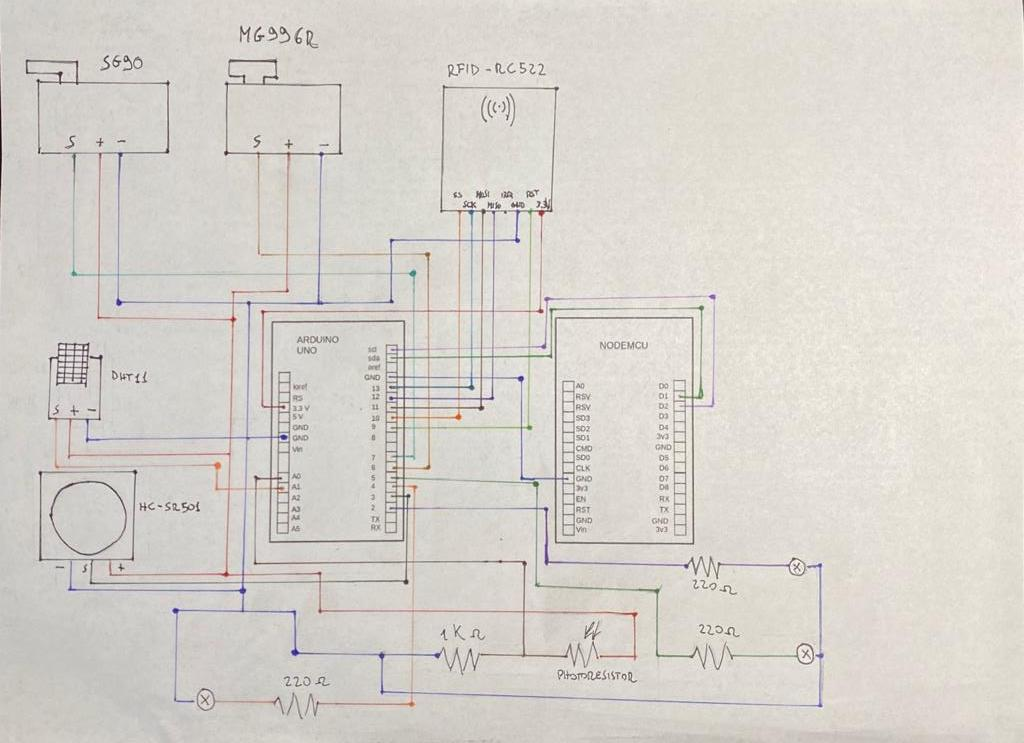 MG996R
SG90
RFID-RC522
S + -
S + -
SS MOSI IRQ RST
SCK MISO GND 3.3V
ARDUINO
UNO
scl
sda
aref
GND
13
12
11
10
9
8
7
6
5
4
3
2
TX
RX
Ioref
RS
3.3 V
5 V
GND
GND
Vin
A0
A1
A2
A3
A4
A5
NODEMCU
A0
RSV
RSV
SD3
SD2
SD1
CMD
SD0
CLK
GND
3v3
EN
RST
GND
Vin
D0
D1
D2
D3
D4
3v3
GND
D5
D6
D7
D8
RX
TX
GND
3v3
DHT11
S + -
HC-SR501
- S +
220 Ω
1K Ω
220Ω
PHOTORESISTOR
220 Ω